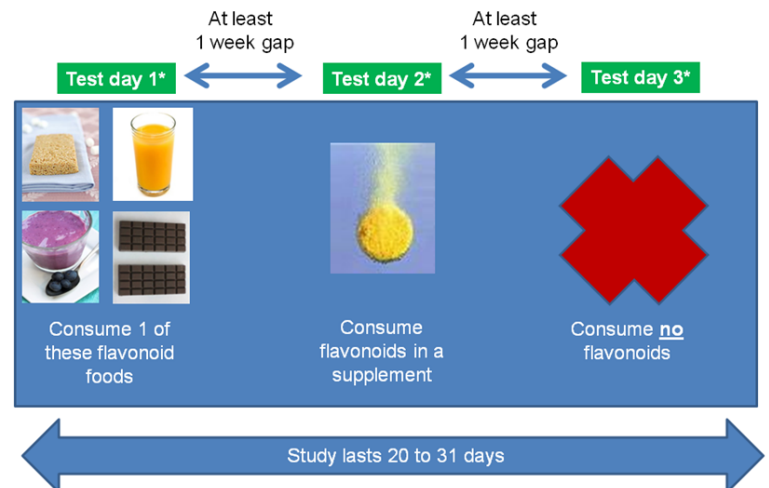 At least
1 week gap
At least
1 week gap
Test day 1*
Test day 2*
Test day 3*
Consume 1 of
these flavonoid
foods
Consume
flavonoids in a
supplement
Consume no
flavonoids
Study lasts 20 to 31 days